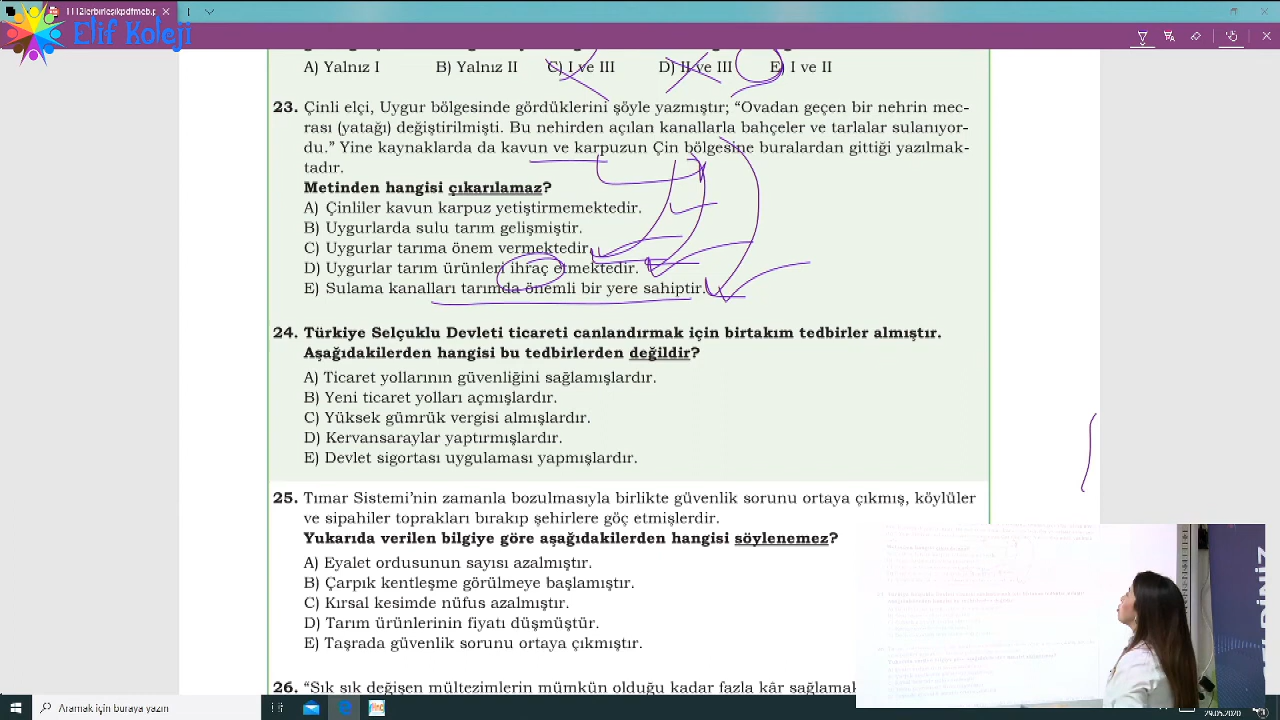 1112lerbirlesikpdfmeb.p
Elif Koleji
A) Yalnız I B) Yalnız II C) I ve III D) II ve III E) I ve II
23. Çinli elçi, Uygur bölgesinde gördüklerini şöyle yazmıştır; “Ovadan geçen bir nehrin mec-
rası (yatağı) değiştirilmişti. Bu nehirden açılan kanallarla bahçeler ve tarlalar sulanıyor-
du.” Yine kaynaklarda da kavun ve karpuzun Çin bölgesine buralardan gittiği yazılmak-
tadır.
Metinden hangisi çıkarılamaz?
A) Çinliler kavun karpuz yetiştirmemektedir.
B) Uygurlarda sulu tarım gelişmiştir.
C) Uygurlar tarıma önem vermektedir.
D) Uygurlar tarım ürünleri ihraç etmektedir.
E) Sulama kanalları tarımda önemli bir yere sahiptir.
24. Türkiye Selçuklu Devleti ticareti canlandırmak için birtakım tedbirler almıştır.
Aşağıdakilerden hangisi bu tedbirlerden değildir?
A) Ticaret yollarının güvenliğini sağlamışlardır.
B) Yeni ticaret yolları açmışlardır.
C) Yüksek gümrük vergisi almışlardır.
D) Kervansaraylar yaptırmışlardır.
E) Devlet sigortası uygulaması yapmışlardır.
25. Tımar Sistemi’nin zamanla bozulmasıyla birlikte güvenlik sorunu ortaya çıkmış, köylüler
ve sipahiler toprakları bırakıp şehirlere göç etmişlerdir.
Yukarıda verilen bilgiye göre aşağıdakilerden hangisi söylenemez?
A) Eyalet ordusunun sayısı azalmıştır.
B) Çarpık kentleşme görülmeye başlamıştır.
C) Kırsal kesimde nüfus azalmıştır.
D) Tarım ürünlerinin fiyatı düşmüştür.
E) Taşrada güvenlik sorunu ortaya çıkmıştır.
26. “Sık sık değişen mültezimlerin mümkün olduğu kadar fazla kâr sağlamak
Aramak için buraya yazın
29.05.2020